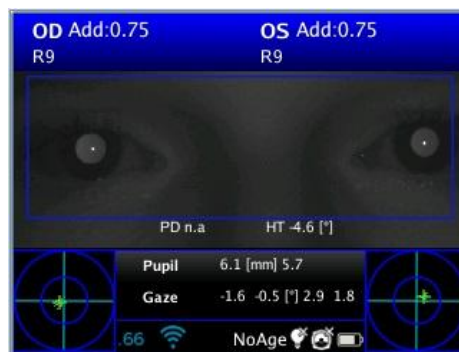 OD Add:0.75 OS Add:0.75
R9 R9
PD n.a HT -4.6 [°]
Pupil 6.1 [mm] 5.7
Gaze -1.6 -0.5 [°] 2.9 1.8
.66 NoAge